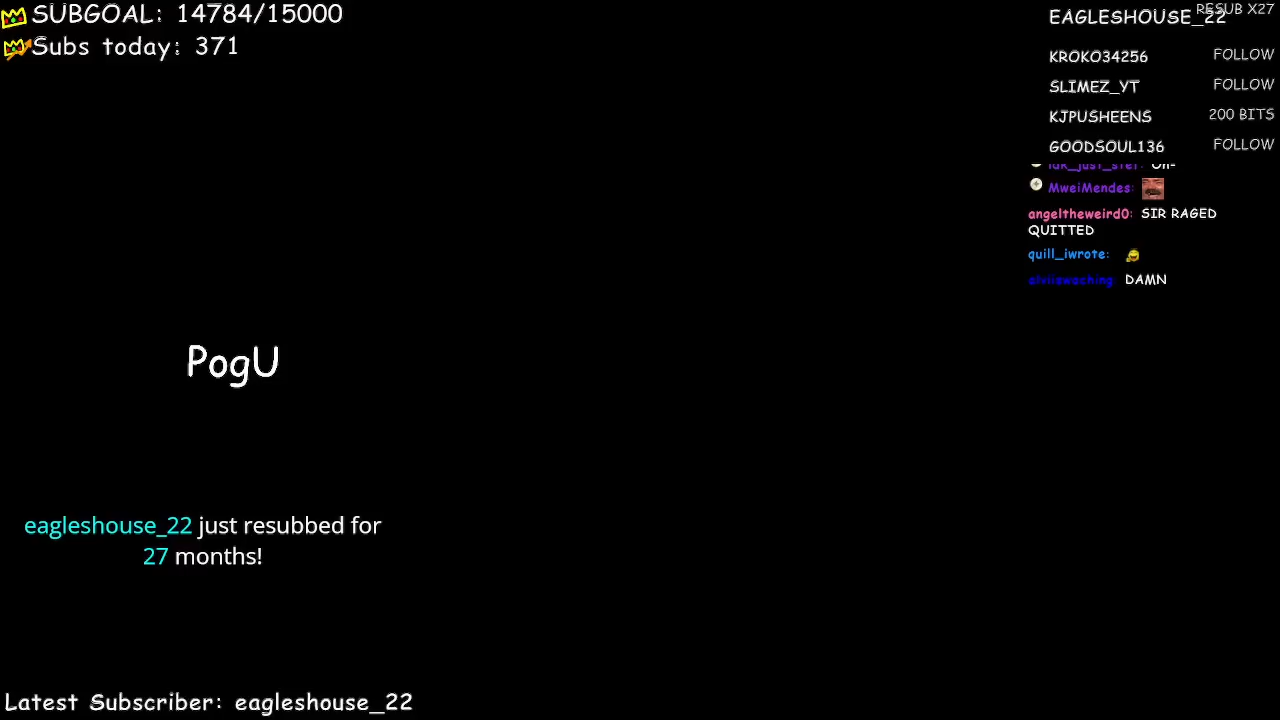 SUBGOAL: 14784/15000
Subs today: 371
RESUB X27
EAGLESHOUSE_22
KROKO34256 FOLLOW
SLIMEZ_YT FOLLOW
KJPUSHEENS 200 BITS
GOODSOUL136 FOLLOW
MweiMendes:
angeltheweird0: SIR RAGED
QUITTED
quill_iwrote:
DAMN
PogU
eagleshouse_22 just resubbed for
27 months!
Latest Subscriber: eagleshouse_22